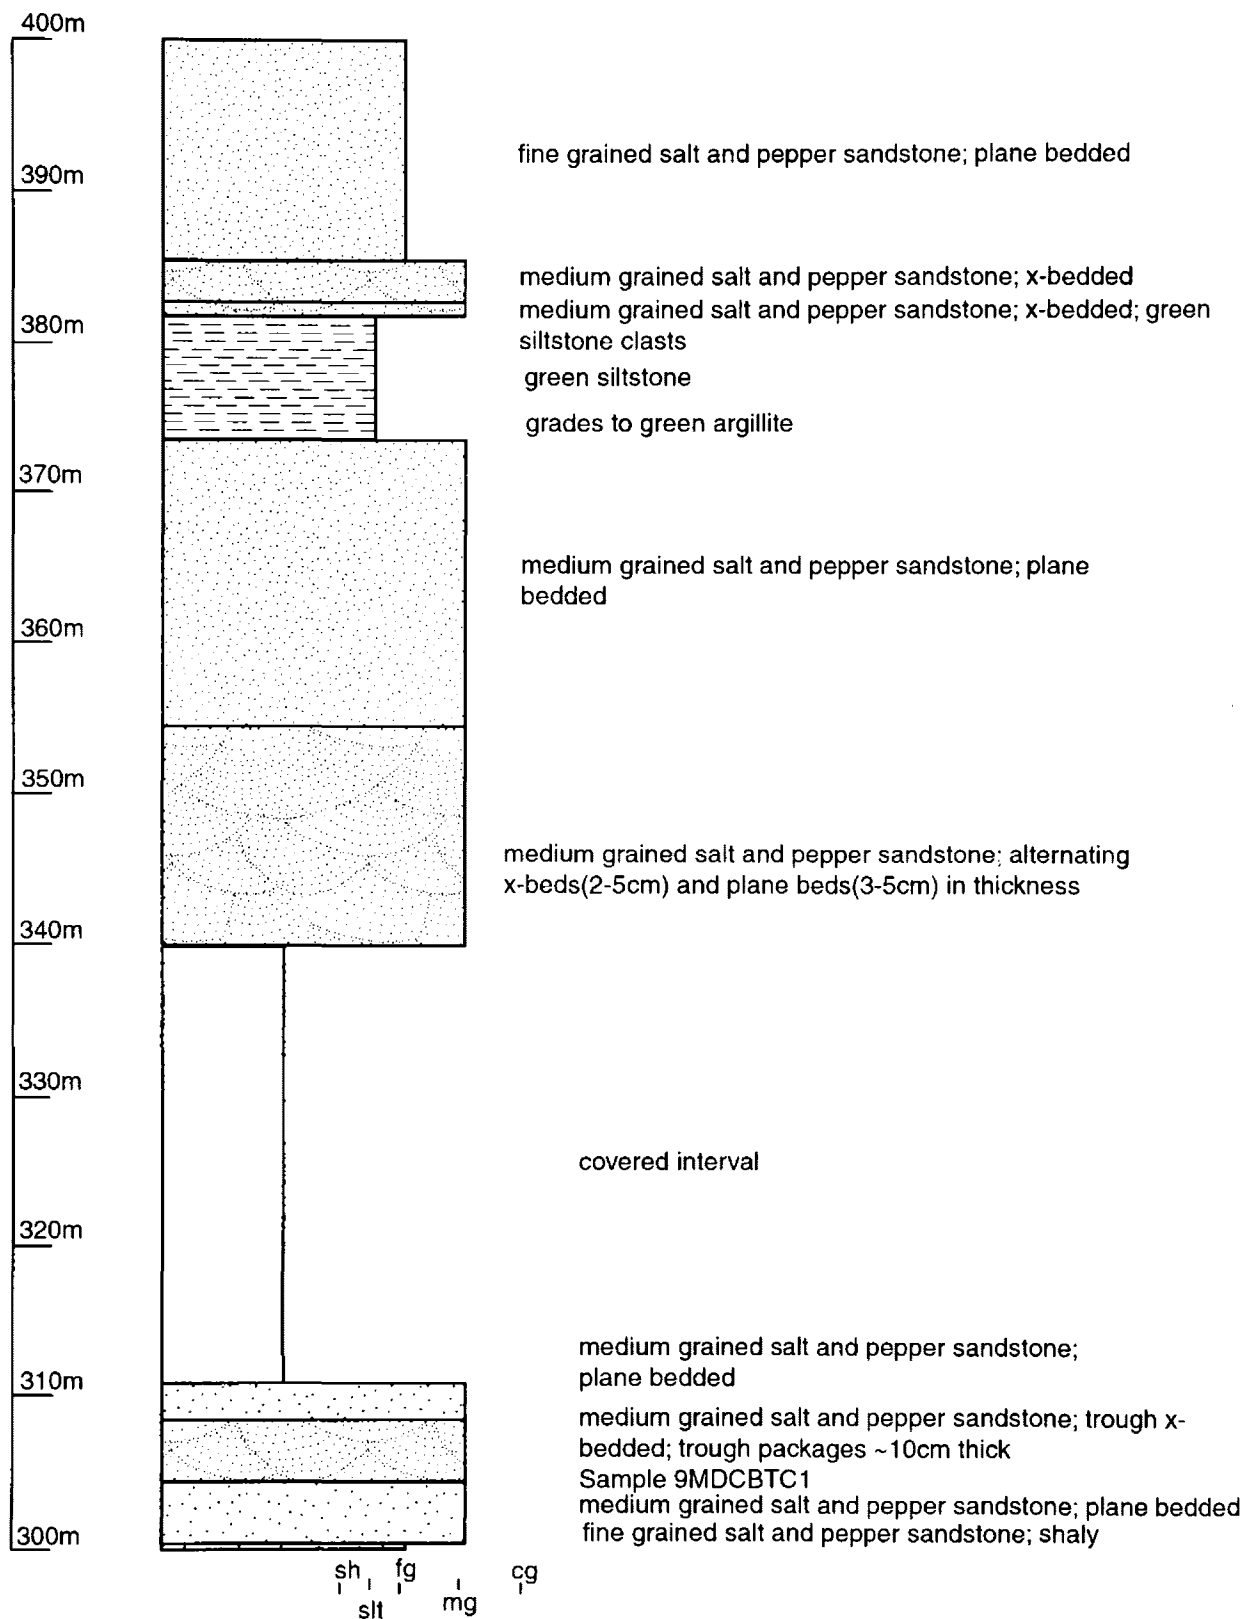 400m
fine grained salt and pepper sandstone; plane bedded
390m
medium grained salt and pepper sandstone; x-bedded
medium grained salt and pepper sandstone; x-bedded; green
siltstone clasts
380m
green siltstone
grades to green argillite
370m
medium grained salt and pepper sandstone; plane
bedded
360m
350m
medium grained salt and pepper sandstone; alternating
x-beds(2-5cm) and plane beds(3-5cm) in thickness
340m
330m
covered interval
320m
medium grained salt and pepper sandstone;
plane bedded
310m
medium grained salt and pepper sandstone; trough x-
bedded; trough packages ~10cm thick
Sample 9MDCBTC1
medium grained salt and pepper sandstone; plane bedded
fine grained salt and pepper sandstone; shaly
300m
sh fg cg
slt mg